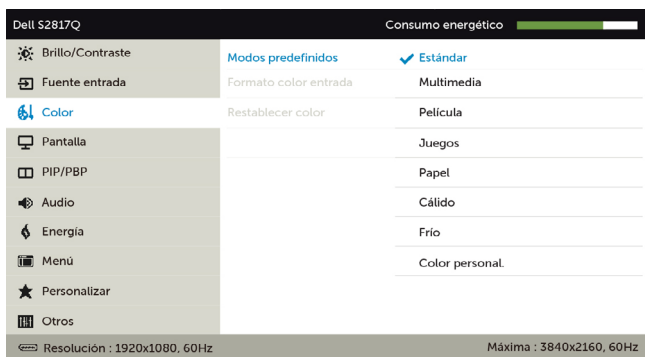 Dell S2817Q Consumo energético
Brillo/Contraste Modos predefinidos Estándar
Fuente entrada Formato color entrada Multimedia
Color Restablecer color Película
Pantalla Juegos
PIP/PBP Papel
Audio Cálido
Energía Frío
Menú Color personal.
Personalizar
Otros
Resolución : 1920x1080, 60Hz Máxima : 3840x2160, 60Hz